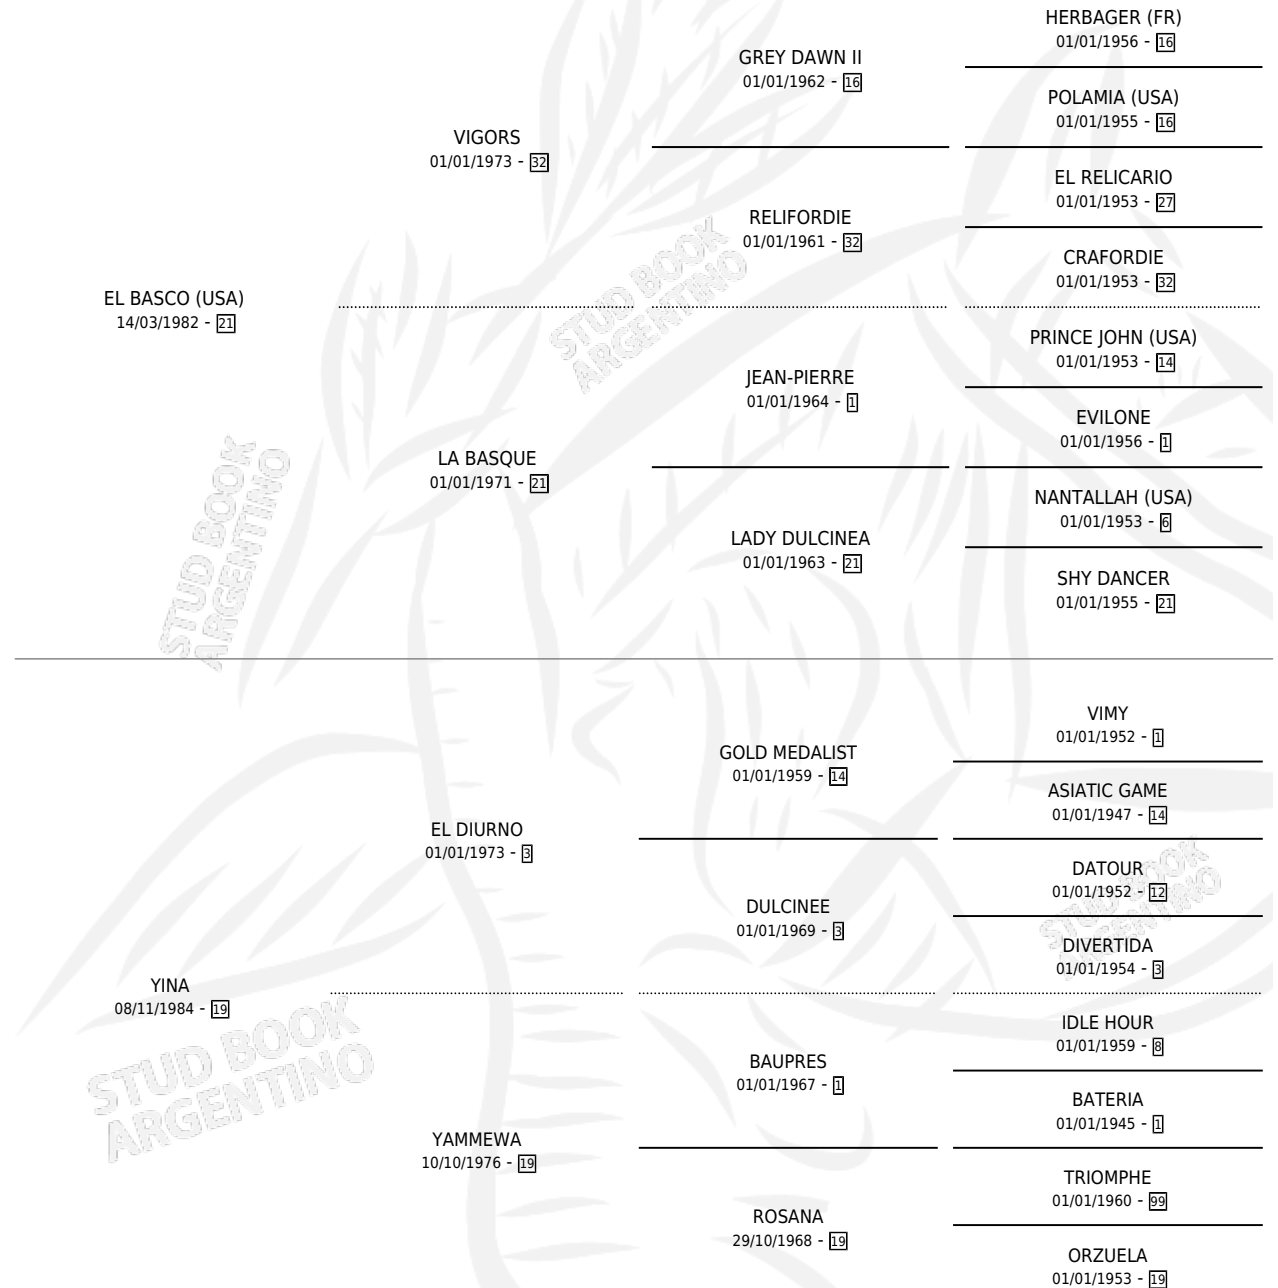 HERBAGER (FR)
01/01/1956 - 16
GREY DAWN II
01/01/1962 - 16
POLAMIA (USA)
01/01/1955 - 16
VIGORS
01/01/1973 - 32
EL RELICARIO
01/01/1953 - 27
RELIFORDIE
01/01/1961 - 32
CRAFORDIE
01/01/1953 - 32
EL BASCO (USA)
14/03/1982 - 21
STUD BOOK
ARGENTINO
PRINCE JOHN (USA)
01/01/1953 - 14
JEAN-PIERRE
01/01/1964 - 1
EVILONE
01/01/1956 - 1
LA BASQUE
01/01/1971 - 21
NANTALLAH (USA)
01/01/1953 - 6
LADY DULCINEA
01/01/1963 - 21
SHY DANCER
01/01/1955 - 21
STUD BOOK
ARGENTINO
VIMY
01/01/1952 - 1
GOLD MEDALIST
01/01/1959 - 14
ASIATIC GAME
01/01/1947 - 14
EL DIURNO
01/01/1973 - 3
DATOUR
01/01/1952 - 12
DULCINEE
01/01/1969 - 3
STUD BOOK
ARGENTINO
DIVERTIDA
01/01/1954 - 3
YINA
08/11/1984 - 19
IDLE HOUR
01/01/1959 - 8
BAUPRES
01/01/1967 - 1
STUD BOOK
ARGENTINO
BATERIA
01/01/1945 - 1
YAMMEWA
10/10/1976 - 19
TRIOMPHE
01/01/1960 - 99
ROSANA
29/10/1968 - 19
ORZUELA
01/01/1953 - 19